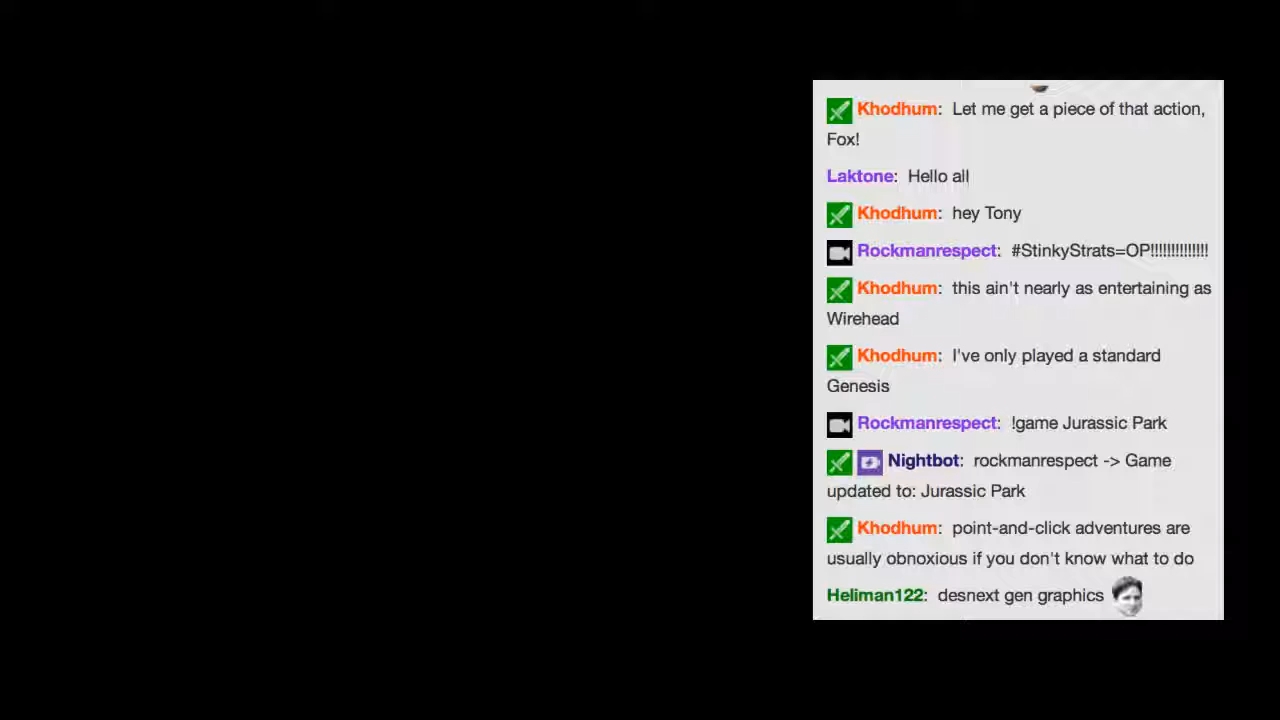 Khodhum: Let me get a piece of that action,
Fox!
Laktone: Hello all
Khodhum: hey Tony
Rockmanrespect: #StinkyStrats=OP!!!!!!!!!!!!!!
Khodhum: this ain't nearly as entertaining as
Wirehead
Khodhum: I've only played a standard
Genesis
Rockmanrespect: !game Jurassic Park
Nightbot: rockmanrespect -> Game
updated to: Jurassic Park
Khodhum: point-and-click adventures are
usually obnoxious if you don't know what to do
Heliman122: desnext gen graphics